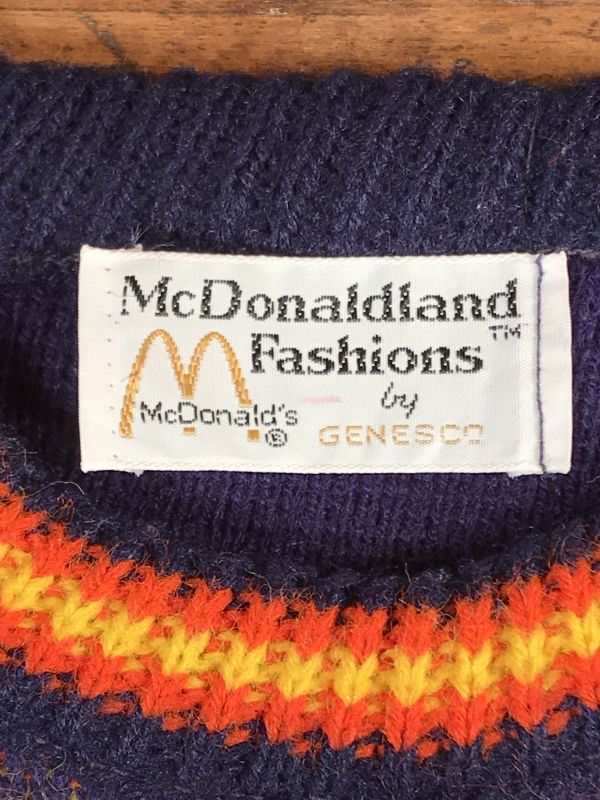 McDonaldland
Fashions™
McDonald's®
by
GENESCO